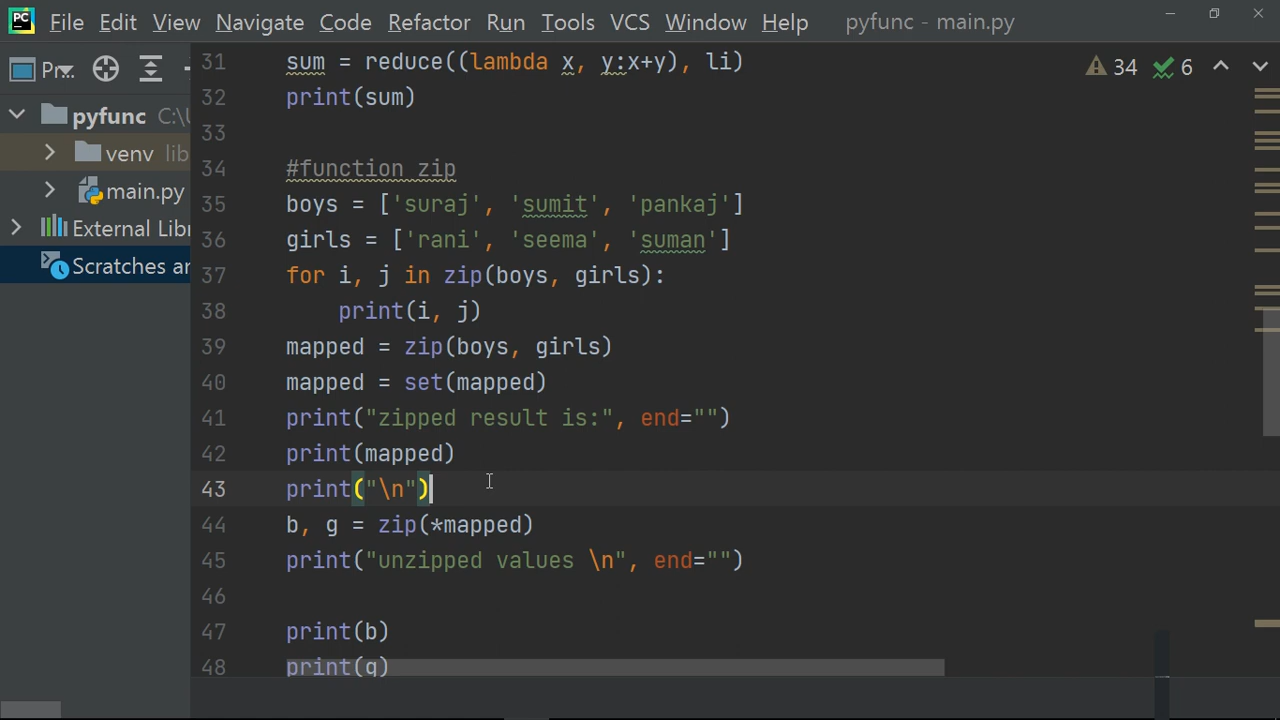 PC File Edit View Navigate Code Refactor Run Tools VCS Window Help pyfunc - main.py
Pr...
pyfunc C:\U
venv lib
main.py
External Lib
Scratches ar
34 6
31 sum = reduce((lambda x, y:x+y), li)
32 print(sum)
33
34 #function zip
35 boys = ['suraj', 'sumit', 'pankaj']
36 girls = ['rani', 'seema', 'suman']
37 for i, j in zip(boys, girls):
38     print(i, j)
39 mapped = zip(boys, girls)
40 mapped = set(mapped)
41 print("zipped result is:", end="")
42 print(mapped)
43 print("\n")
44 b, g = zip(*mapped)
45 print("unzipped values \n", end="")
46
47 print(b)
48 print(g)